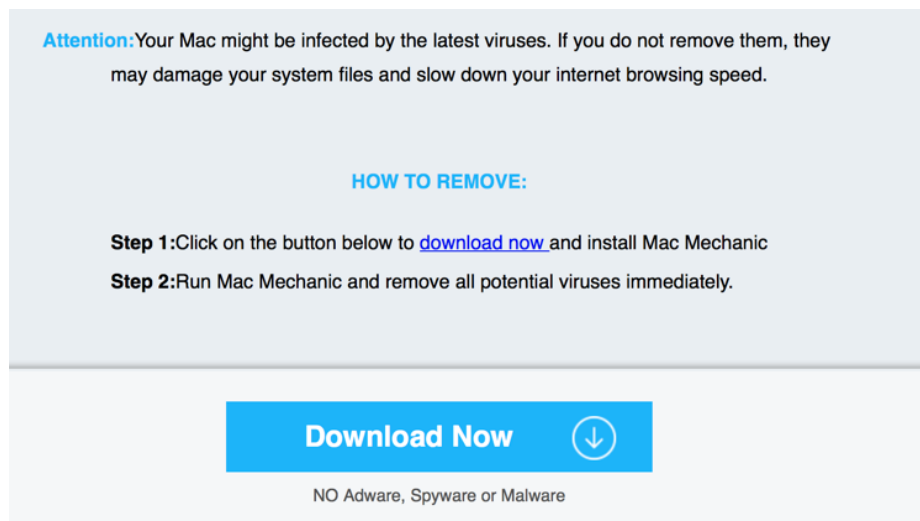 Attention:Your Mac might be infected by the latest viruses. If you do not remove them, they
may damage your system files and slow down your internet browsing speed.
HOW TO REMOVE:
Step 1:Click on the button below to download now and install Mac Mechanic
Step 2:Run Mac Mechanic and remove all potential viruses immediately.
Download Now
NO Adware, Spyware or Malware